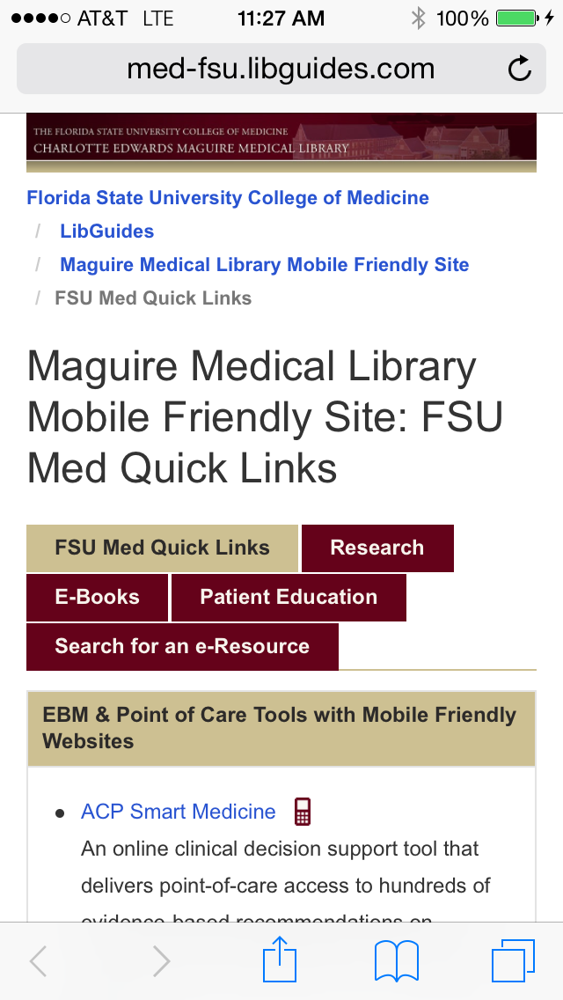 AT&T LTE 11:27 AM 100%
med-fsu.libguides.com
THE FLORIDA STATE UNIVERSITY COLLEGE OF MEDICINE
CHARLOTTE EDWARDS MAGUIRE MEDICAL LIBRARY
Florida State University College of Medicine
/ LibGuides
/ Maguire Medical Library Mobile Friendly Site
/ FSU Med Quick Links
Maguire Medical Library
Mobile Friendly Site: FSU
Med Quick Links
FSU Med Quick Links Research
E-Books Patient Education
Search for an e-Resource
EBM & Point of Care Tools with Mobile Friendly
Websites
• ACP Smart Medicine
An online clinical decision support tool that
delivers point-of-care access to hundreds of
evidence-based recommendations on